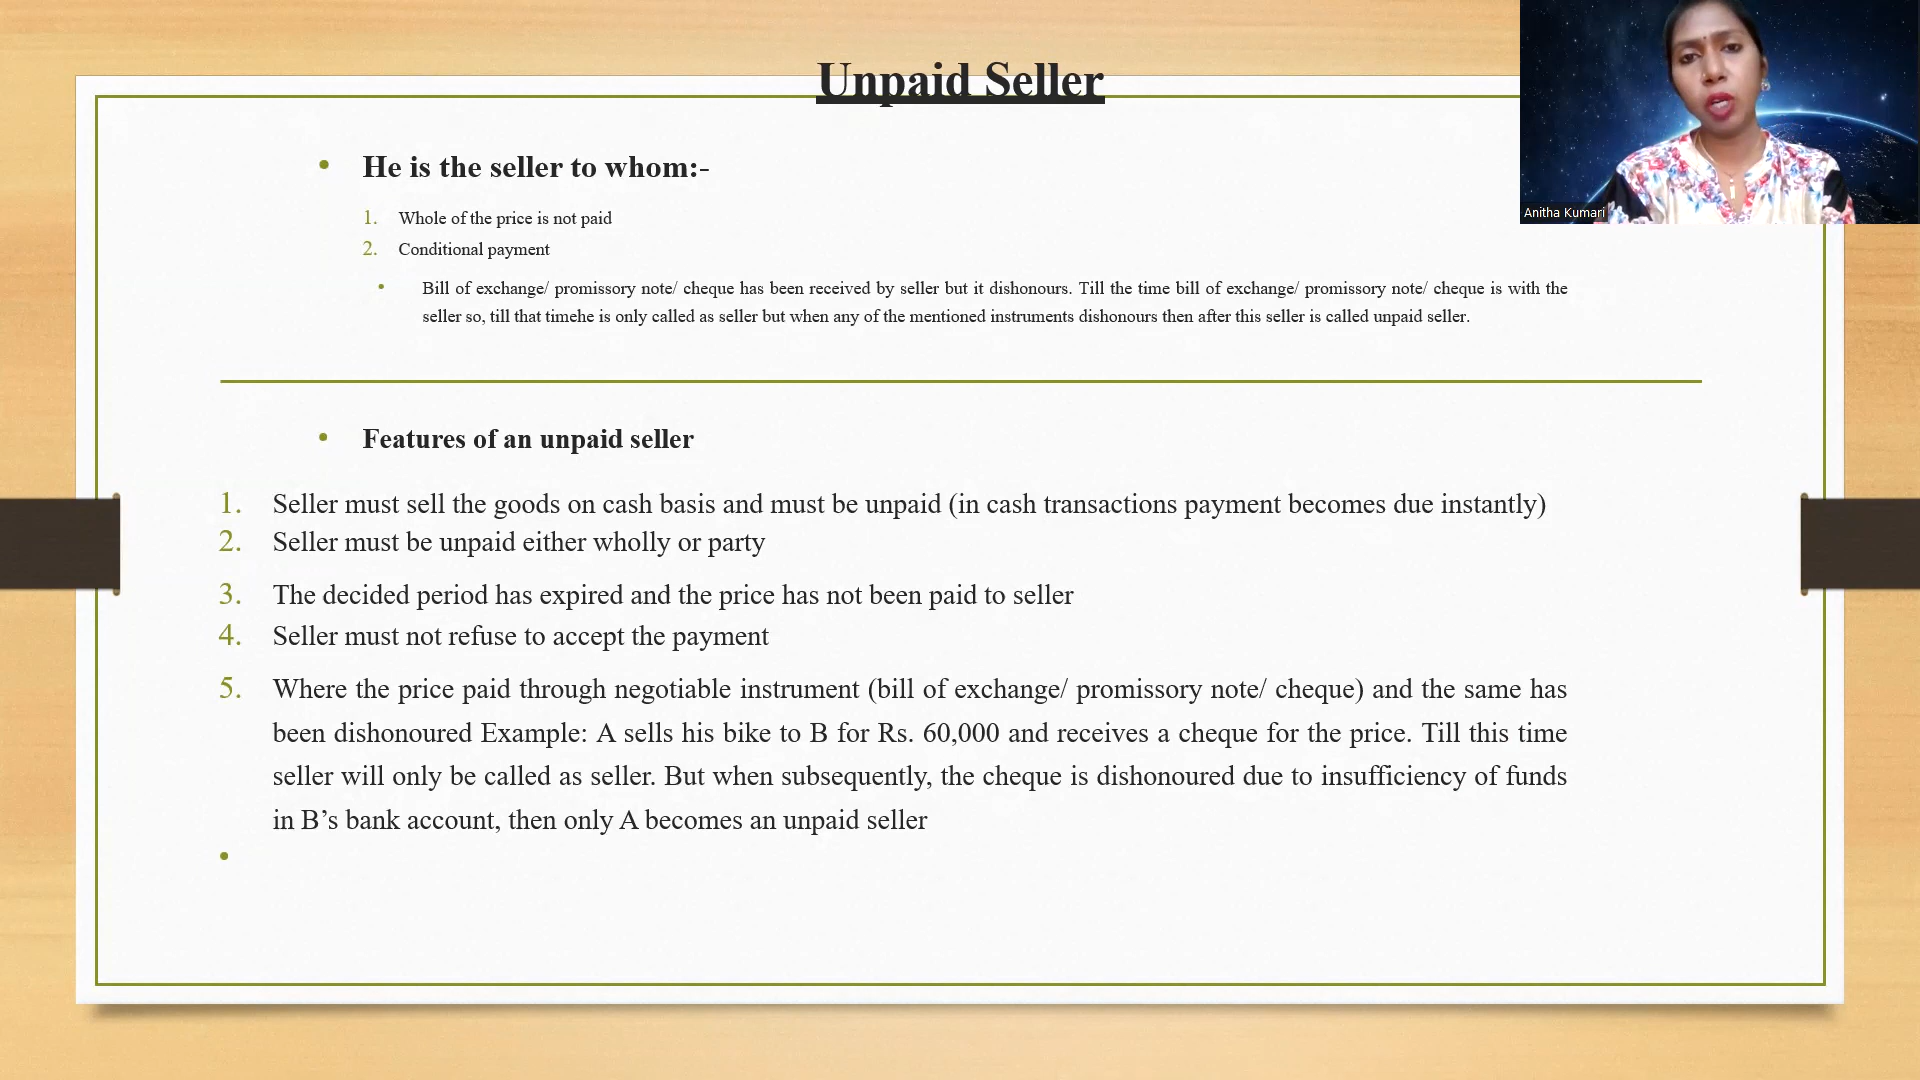 Unpaid Seller
Anitha Kumari
• He is the seller to whom:-
1. Whole of the price is not paid
2. Conditional payment
• Bill of exchange/ promissory note/ cheque has been received by seller but it dishonours. Till the time bill of exchange/ promissory note/ cheque is with the
seller so, till that timehe is only called as seller but when any of the mentioned instruments dishonours then after this seller is called unpaid seller.
• Features of an unpaid seller
1. Seller must sell the goods on cash basis and must be unpaid (in cash transactions payment becomes due instantly)
2. Seller must be unpaid either wholly or party
3. The decided period has expired and the price has not been paid to seller
4. Seller must not refuse to accept the payment
5. Where the price paid through negotiable instrument (bill of exchange/ promissory note/ cheque) and the same has
been dishonoured Example: A sells his bike to B for Rs. 60,000 and receives a cheque for the price. Till this time
seller will only be called as seller. But when subsequently, the cheque is dishonoured due to insufficiency of funds
in B’s bank account, then only A becomes an unpaid seller